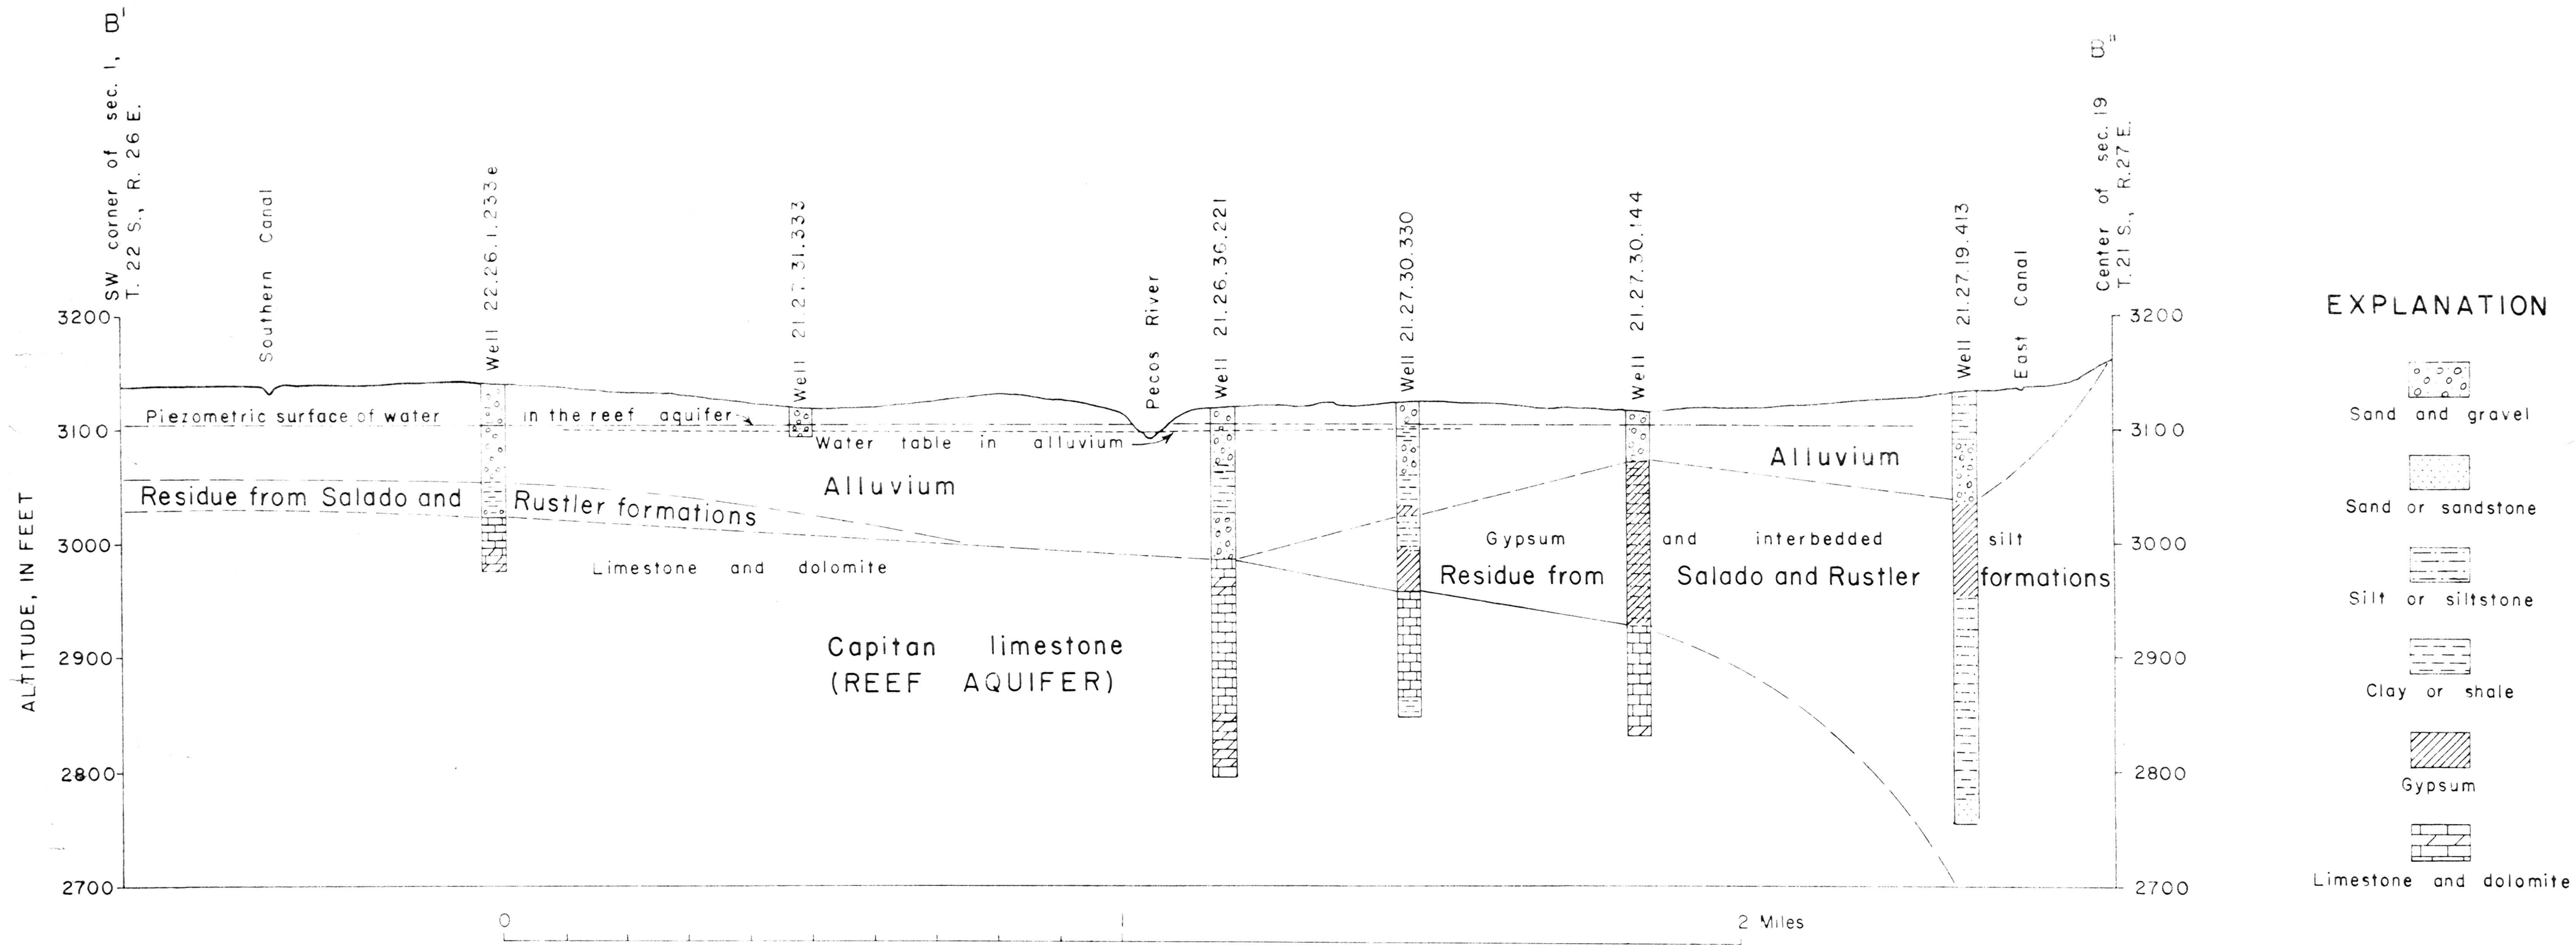 B'
SW corner of sec. 1,
T. 22 S., R. 26 E.
Southern Canal
Well 22.26.1.233e
Well 21.27.31.333
Pecos River
Well 21.26.36.221
Well 21.27.30.330
Well 21.27.30.144
Well 21.27.19.413
East Canal
B"
Center of sec. 19
T. 21 S., R. 27 E.
ALTITUDE, IN FEET
3200
3100
3000
2900
2800
2700
Piezometric surface of water in the reef aquifer
Water table in alluvium
Alluvium
Alluvium
Residue from Salado and Rustler formations
Limestone and dolomite
Gypsum and interbedded silt
Residue from Salado and Rustler formations
Capitan limestone
(REEF AQUIFER)
3200
3100
3000
2900
2800
2700
0 1 2 Miles
EXPLANATION
Sand and gravel
Sand or sandstone
Silt or siltstone
Clay or shale
Gypsum
Limestone and dolomite